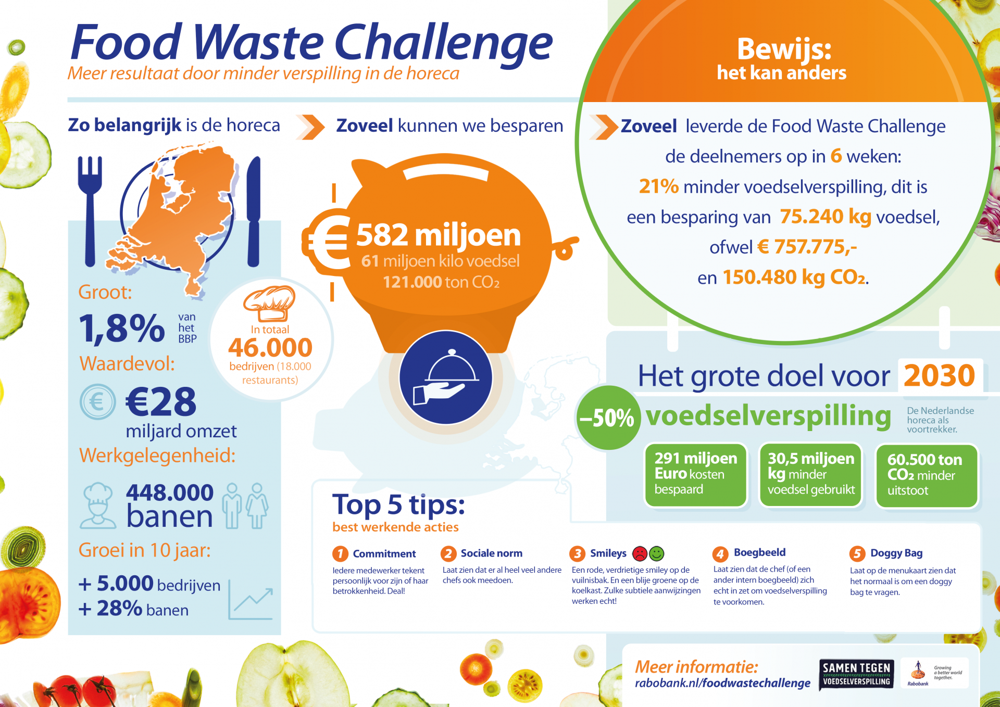 Food Waste Challenge
Meer resultaat door minder verspilling in de horeca
Zo belangrijk is de horeca
Groot:
1,8% van
het
BBP
In totaal
46.000
bedrijven (18.000
restaurants)
Waardevol:
€
€28
miljard omzet
Werkgelegenheid:
448.000
banen
Groei in 10 jaar:
+ 5.000 bedrijven
+ 28% banen
Zoveel kunnen we besparen
€ 582 miljoen
61 miljoen kilo voedsel
121.000 ton CO₂
Bewijs:
het kan anders
Zoveel leverde de Food Waste Challenge
de deelnemers op in 6 weken:
21% minder voedselverspilling, dit is
een besparing van 75.240 kg voedsel,
ofwel € 757.775,-
en 150.480 kg CO₂.
Het grote doel voor 2030
–50% voedselverspilling
De Nederlandse
horeca als
voortrekker.
291 miljoen
Euro kosten
bespaard
30,5 miljoen
kg minder
voedsel gebruikt
60.500 ton
CO₂ minder
uitstoot
Top 5 tips:
best werkende acties
1 Commitment
Iedere medewerker tekent
persoonlijk voor zijn of haar
betrokkenheid. Deal!
2 Sociale norm
Laat zien dat er al heel veel andere
chefs ook meedoen.
3 Smileys
Een rode, verdrietige smiley op de
vuilnisbak. En een blije groene op de
koelkast. Zulke subtiele aanwijzingen
werken echt!
4 Boegbeeld
Laat zien dat de chef (of een
ander intern boegbeeld) zich
echt in zet om voedselverspilling
te voorkomen.
5 Doggy Bag
Laat op de menukaart zien dat
het normaal is om een doggy
bag te vragen.
Meer informatie:
rabobank.nl/foodwastechallenge
SAMEN TEGEN
VOEDSELVERSPILLING
Rabobank
Growing
a better world
together.